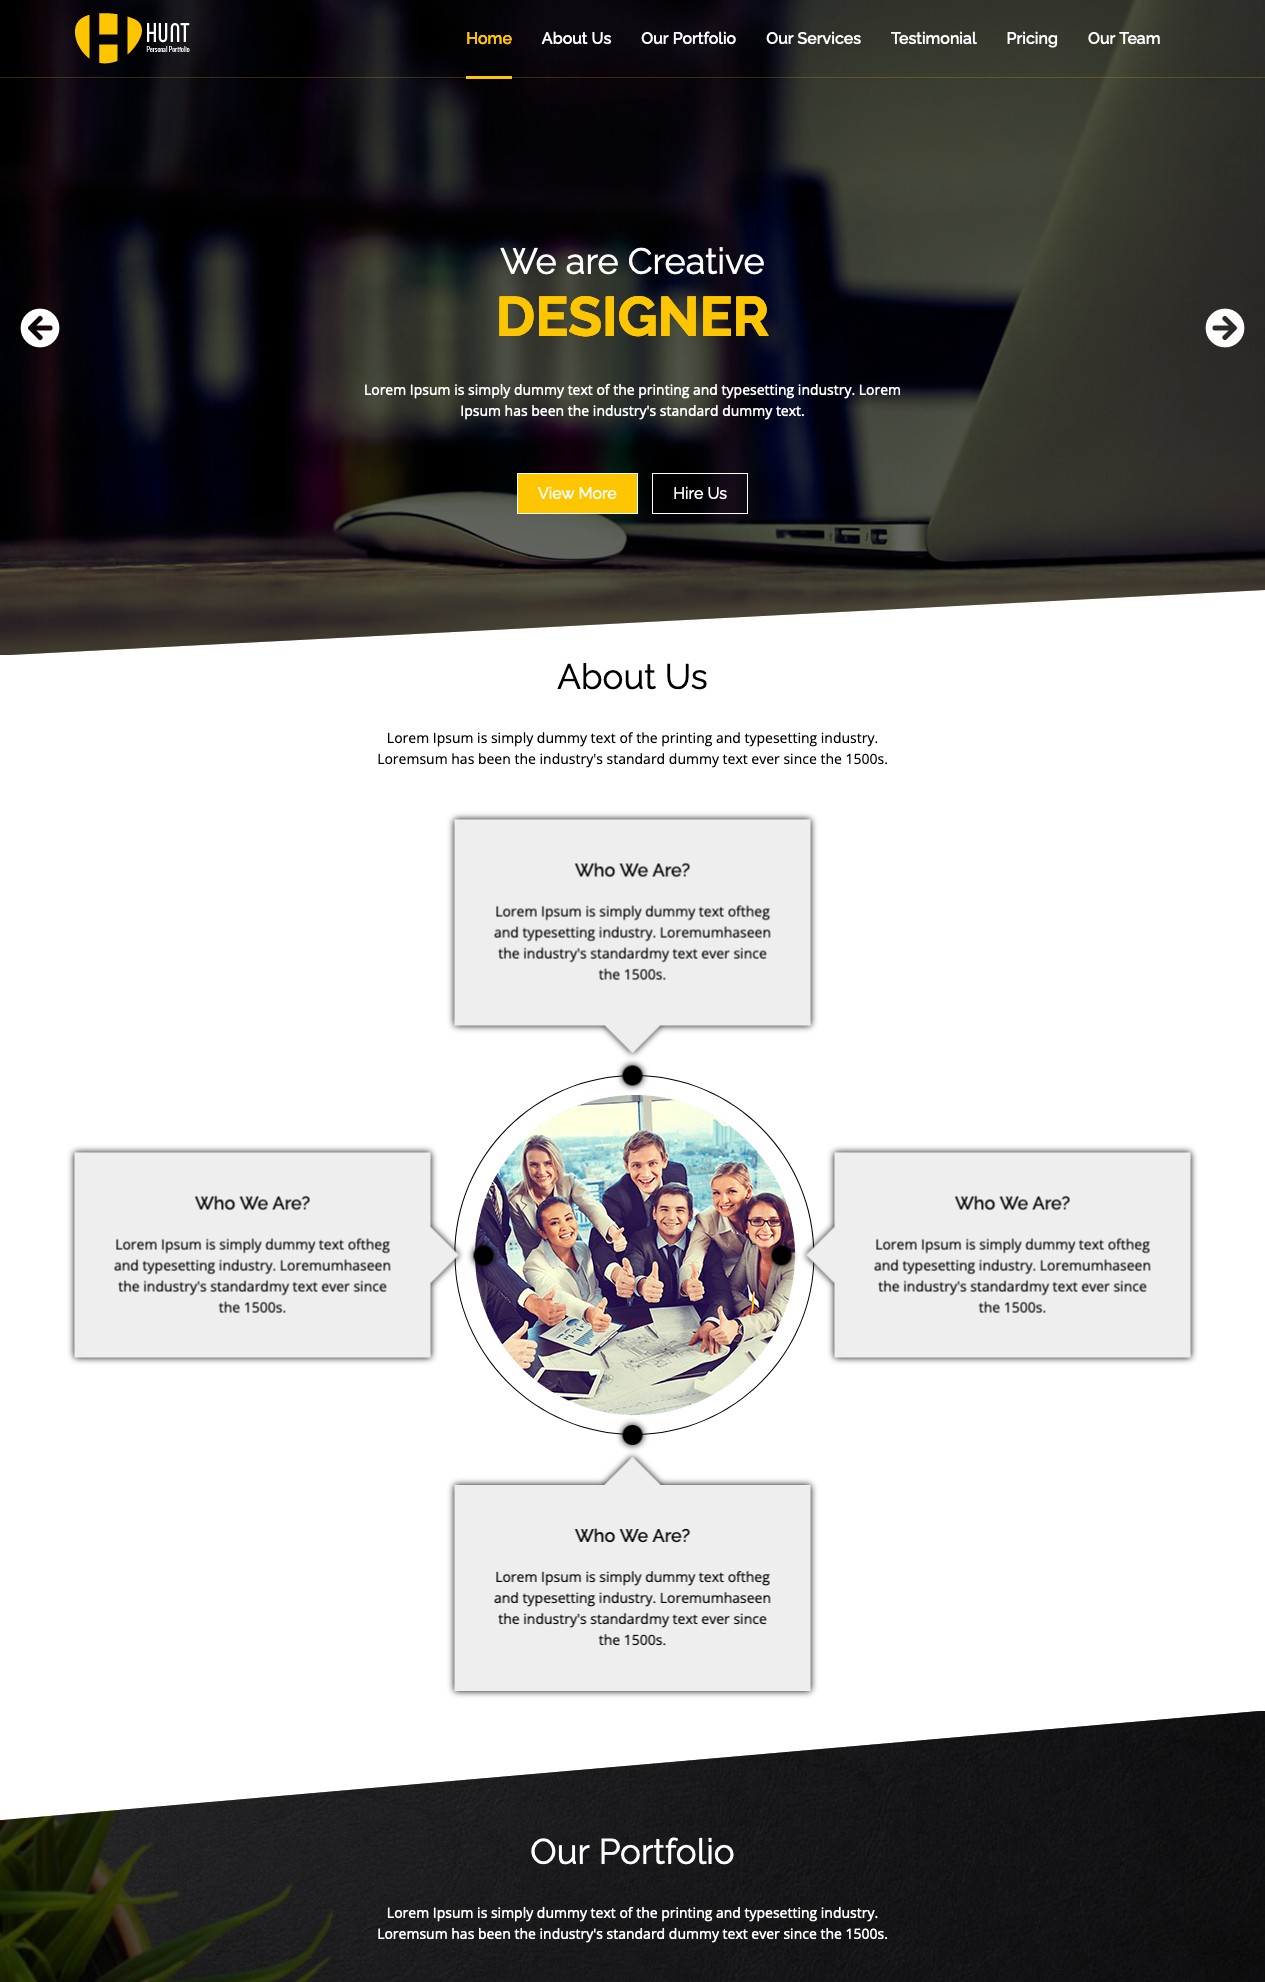 HUNT
Personal Portfolio
Home
About Us
Our Portfolio
Our Services
Testimonial
Pricing
Our Team
We are Creative
DESIGNER
Lorem Ipsum is simply dummy text of the printing and typesetting industry. Lorem
Ipsum has been the industry's standard dummy text.
View More
Hire Us
About Us
Lorem Ipsum is simply dummy text of the printing and typesetting industry.
Loremsum has been the industry's standard dummy text ever since the 1500s.
Who We Are?
Lorem Ipsum is simply dummy text oftheg
and typesetting industry. Loremumhaseen
the industry's standardmy text ever since
the 1500s.
Who We Are?
Lorem Ipsum is simply dummy text oftheg
and typesetting industry. Loremumhaseen
the industry's standardmy text ever since
the 1500s.
Who We Are?
Lorem Ipsum is simply dummy text oftheg
and typesetting industry. Loremumhaseen
the industry's standardmy text ever since
the 1500s.
Who We Are?
Lorem Ipsum is simply dummy text oftheg
and typesetting industry. Loremumhaseen
the industry's standardmy text ever since
the 1500s.
Our Portfolio
Lorem Ipsum is simply dummy text of the printing and typesetting industry.
Loremsum has been the industry's standard dummy text ever since the 1500s.